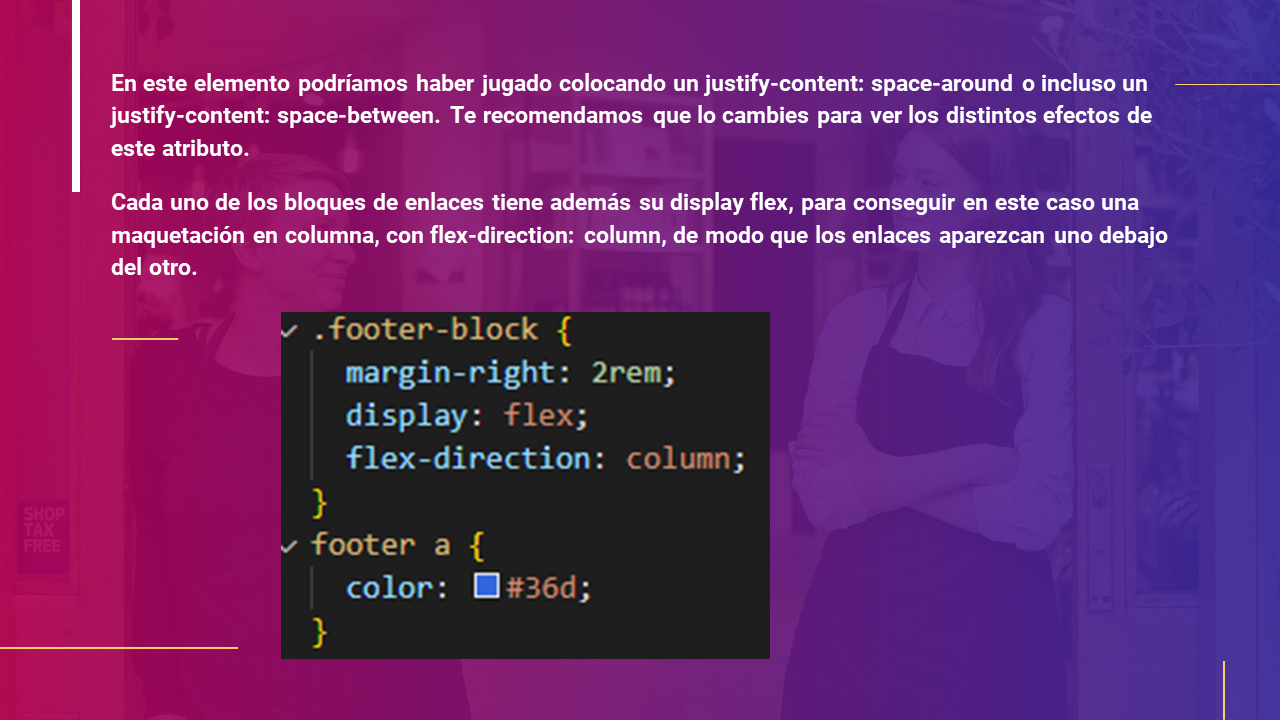 En este elemento podríamos haber jugado colocando un justify-content: space-around o incluso un
justify-content: space-between. Te recomendamos que lo cambies para ver los distintos efectos de
este atributo.
Cada uno de los bloques de enlaces tiene además su display flex, para conseguir en este caso una
maquetación en columna, con flex-direction: column, de modo que los enlaces aparezcan uno debajo
del otro.
.footer-block {
margin-right: 2rem;
display: flex;
flex-direction: column;
}
footer a {
color: #36d;
}
SHOP
TAX
FREE